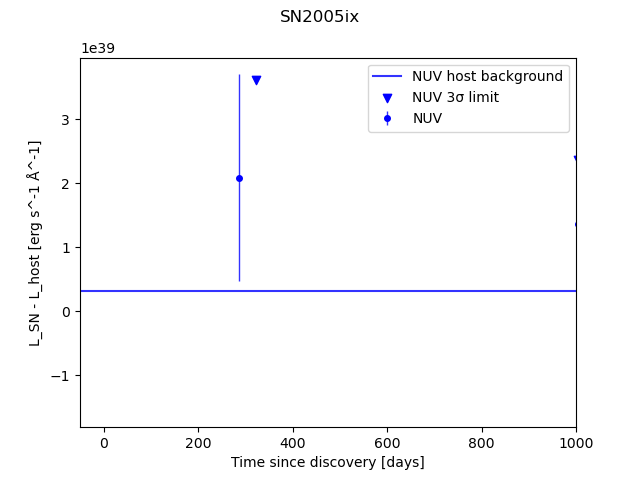 SN2005ix
1e39
NUV host background
NUV 3σ limit
NUV
3
2
1
0
−1
L_SN - L_host [erg s^-1 Å^-1]
0 200 400 600 800 1000
Time since discovery [days]